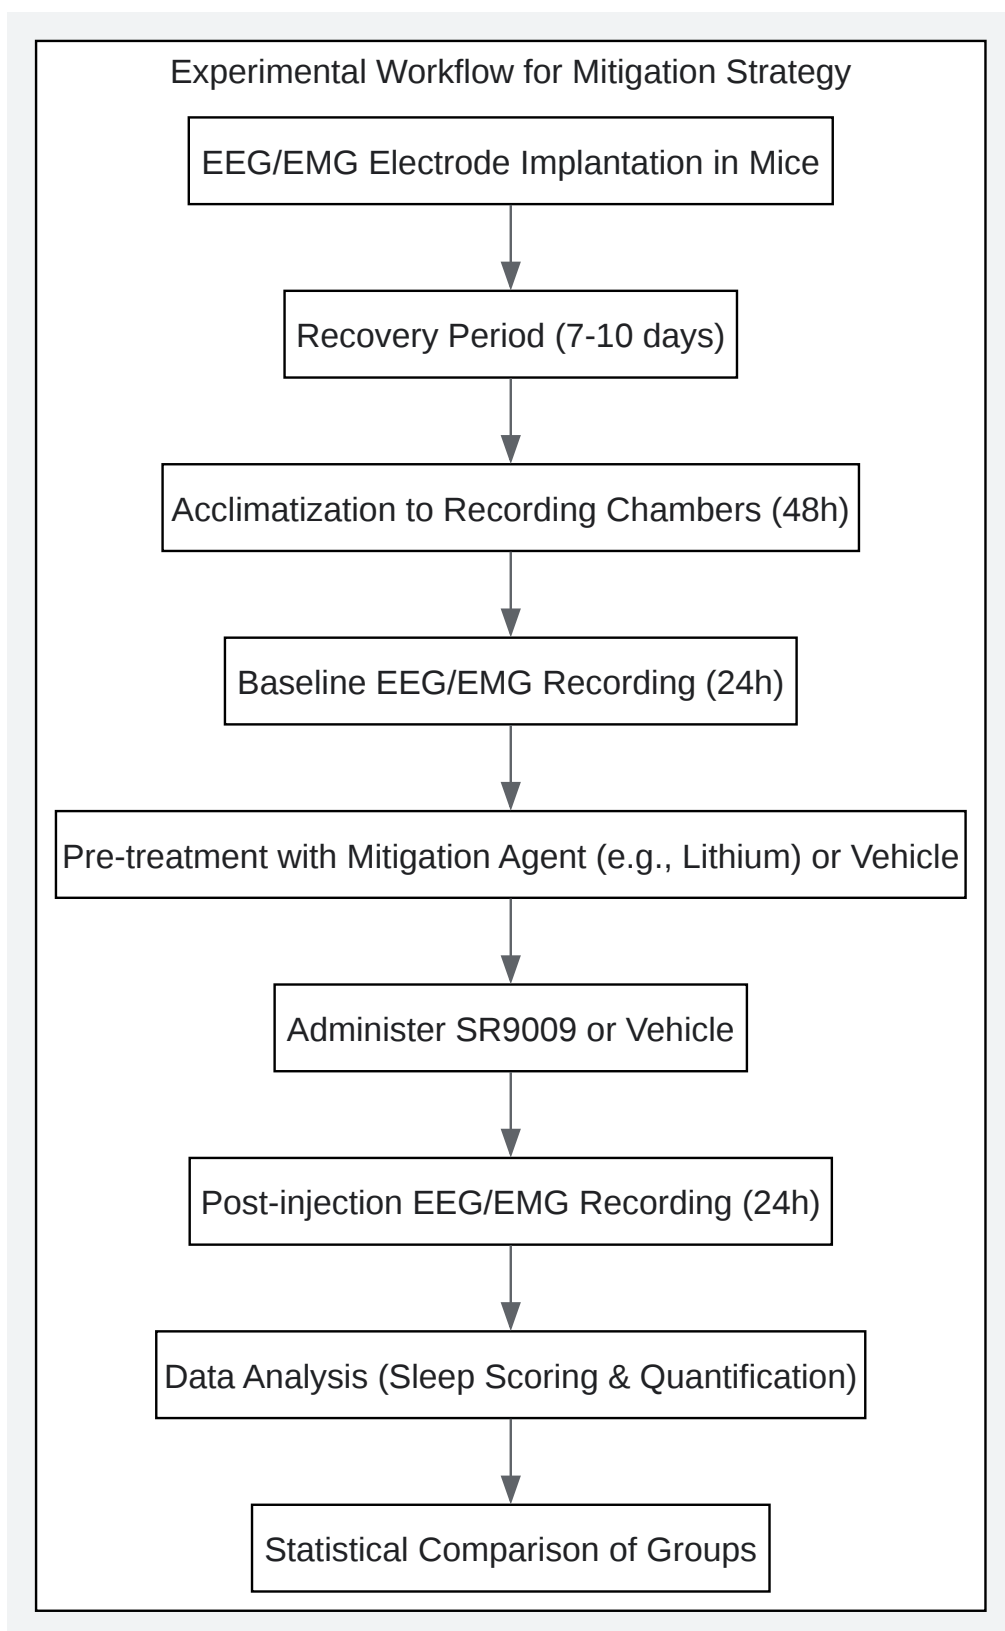 Experimental Workflow for Mitigation Strategy
EEG/EMG Electrode Implantation in Mice
Recovery Period (7-10 days)
Acclimatization to Recording Chambers (48h)
Baseline EEG/EMG Recording (24h)
Pre-treatment with Mitigation Agent (e.g., Lithium) or Vehicle
Administer SR9009 or Vehicle
Post-injection EEG/EMG Recording (24h)
Data Analysis (Sleep Scoring & Quantification)
Statistical Comparison of Groups